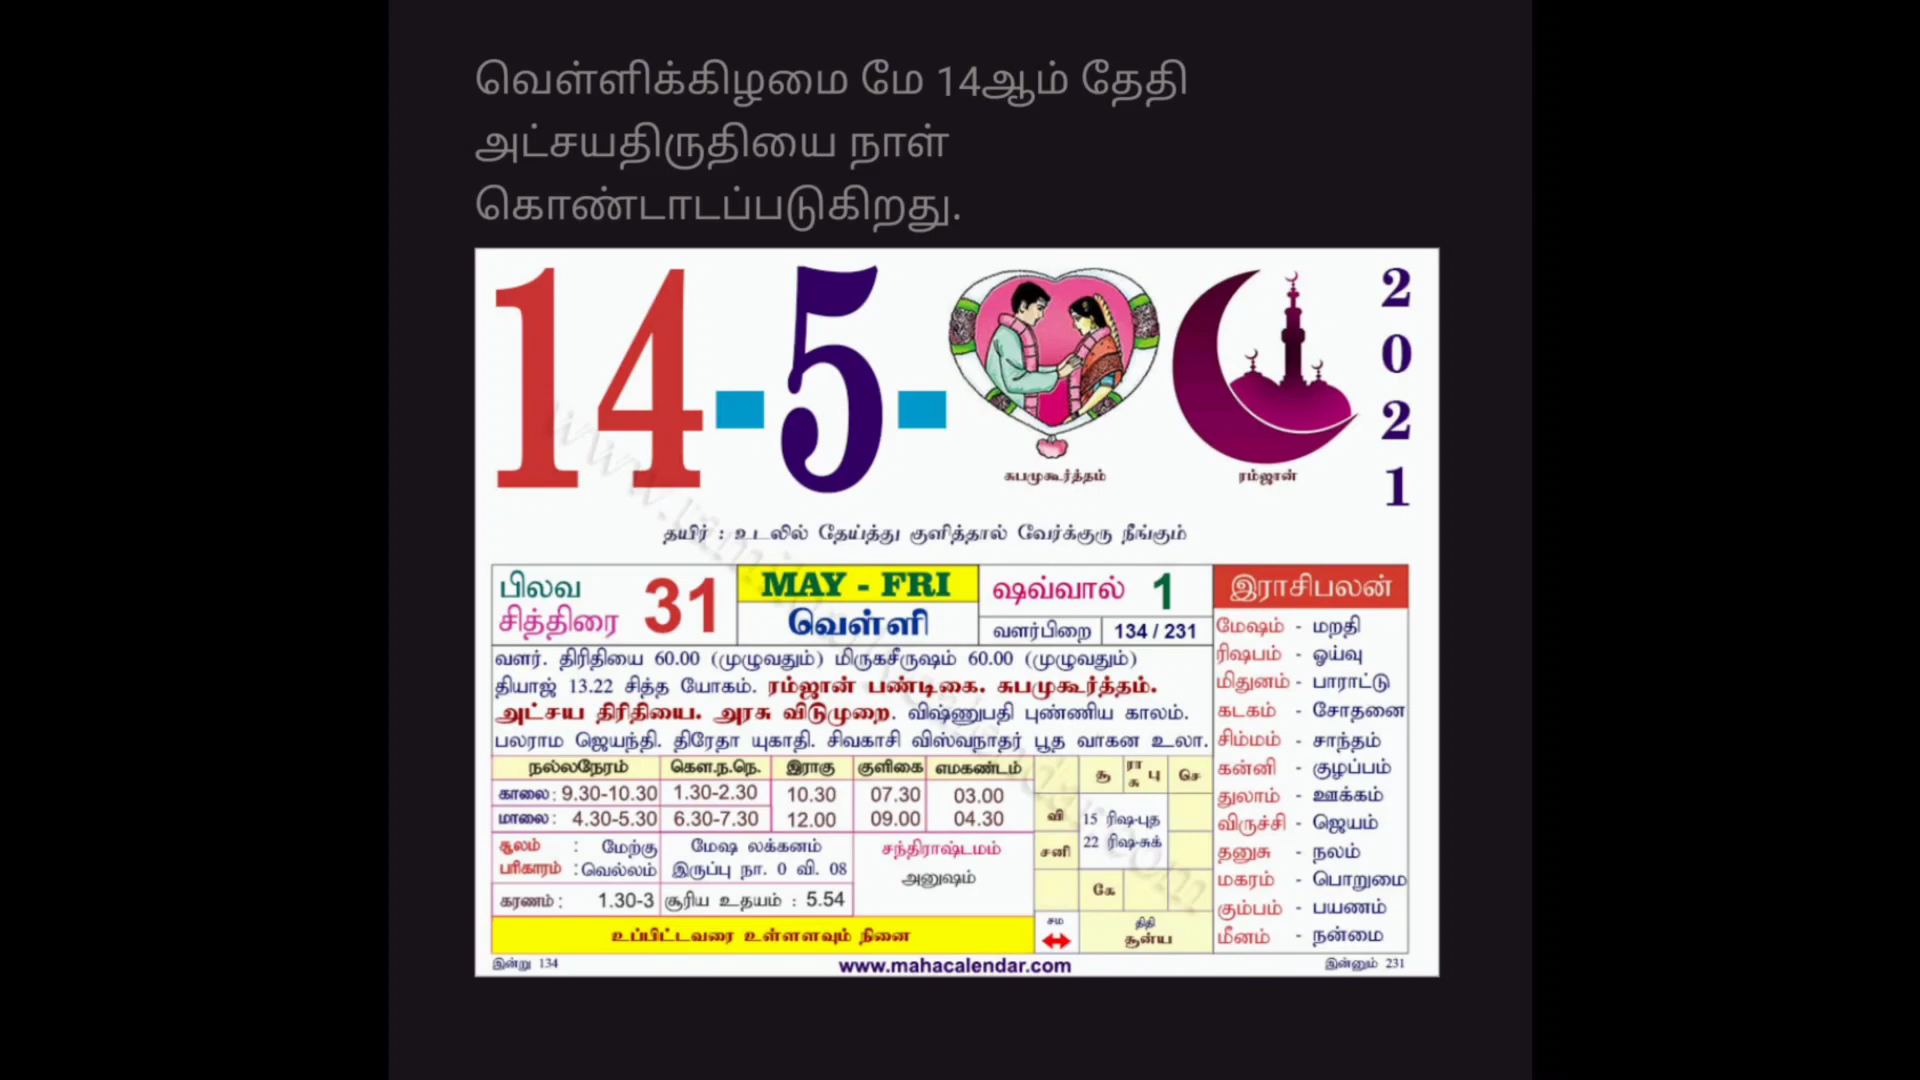 வெள்ளிக்கிழமை மே 14ஆம் தேதி
அட்சயதிருதியை நாள்
கொண்டாடப்படுகிறது.
14-5-
2021
சுபமுகூர்த்தம்
ரம்ஜான்
தயிர் : உடலில் தேய்த்து குளித்தால் வேர்க்குரு நீங்கும்
பிலவ
சித்திரை 31
MAY - FRI
வெள்ளி
ஷவ்வால் 1
வளர்பிறை 134 / 231
வளர். திரிதியை 60.00 (முழுவதும்) மிருகசீருஷம் 60.00 (முழுவதும்)
தியாஜ் 13.22 சித்த யோகம். ரம்ஜான் பண்டிகை. சுபமுகூர்த்தம்.
அட்சய திரிதியை. அரசு விடுமுறை. விஷ்ணுபதி புண்ணிய காலம்.
பலராம ஜெயந்தி. திரேதா யுகாதி. சிவகாசி விஸ்வநாதர் பூத வாகன உலா.
நல்லநேரம் கௌ.ந.நெ. இராகு குளிகை எமகண்டம்
காலை : 9.30-10.30 1.30-2.30 10.30 07.30 03.00
மாலை : 4.30-5.30 6.30-7.30 12.00 09.00 04.30
சூலம் : மேற்கு மேஷ லக்கனம்
பரிகாரம் : வெல்லம் இருப்பு நா. 0 வி. 08
கரணம் : 1.30-3 சூரிய உதயம் : 5.54
சந்திராஷ்டமம்
அனுஷம்
உப்பிட்டவரை உள்ளளவும் நினை
சூ ரா சு பு செ
வி 15 ரிஷ-புத
சனி 22 ரிஷ-சுக்
கே
சம திதி
சூன்ய
இராசிபலன்
மேஷம் - மறதி
ரிஷபம் - ஓய்வு
மிதுனம் - பாராட்டு
கடகம் - சோதனை
சிம்மம் - சாந்தம்
கன்னி - குழப்பம்
துலாம் - ஊக்கம்
விருச்சி - ஜெயம்
தனுசு - நலம்
மகரம் - பொறுமை
கும்பம் - பயணம்
மீனம் - நன்மை
இன்று 134
www.mahacalendar.com
இன்னும் 231